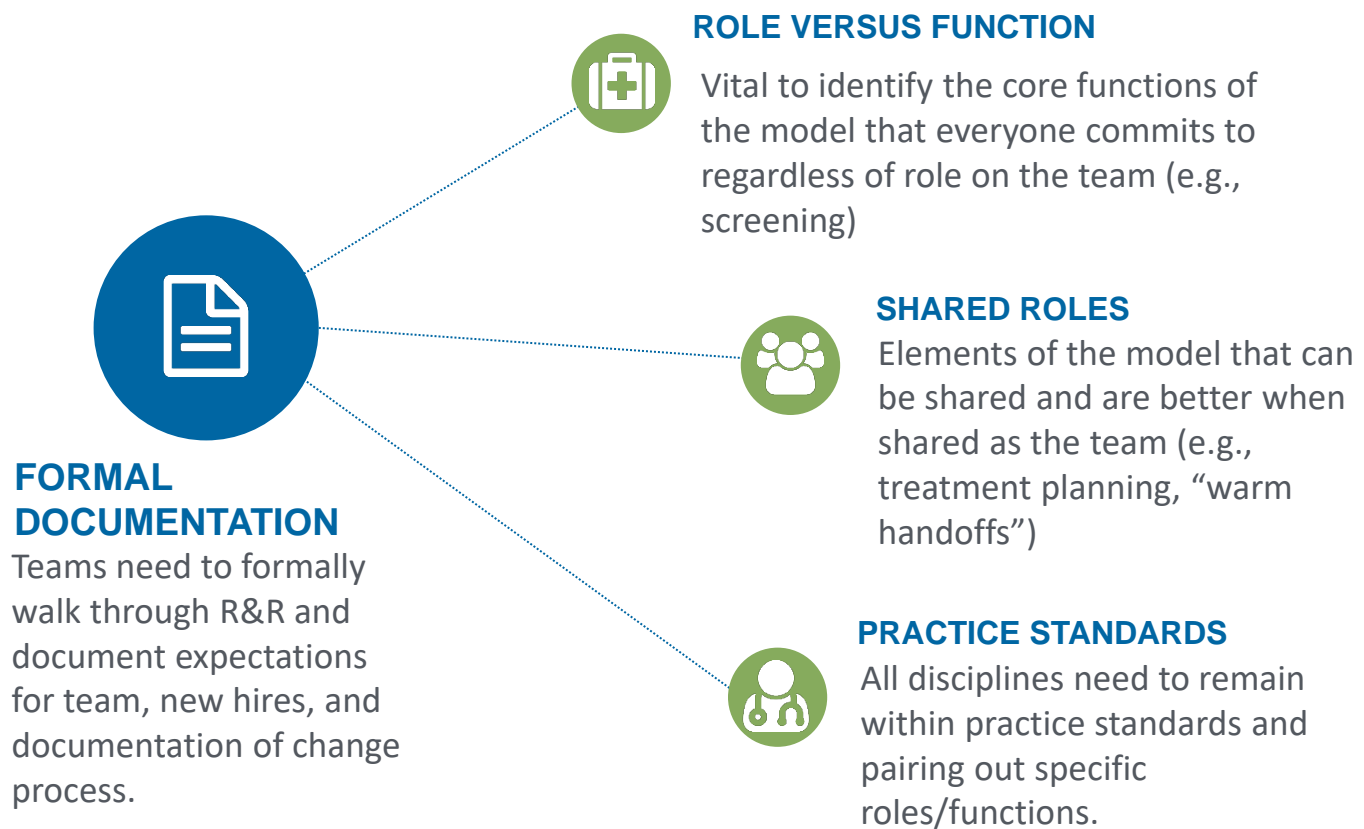 ROLE VERSUS FUNCTION
Vital to identify the core functions of
the model that everyone commits to
regardless of role on the team (e.g.,
screening)
SHARED ROLES
Elements of the model that can
be shared and are better when
shared as the team (e.g.,
treatment planning, “warm
handoffs”)
FORMAL
DOCUMENTATION
Teams need to formally
walk through R&R and
document expectations
for team, new hires, and
documentation of change
process.
PRACTICE STANDARDS
All disciplines need to remain
within practice standards and
pairing out specific
roles/functions.